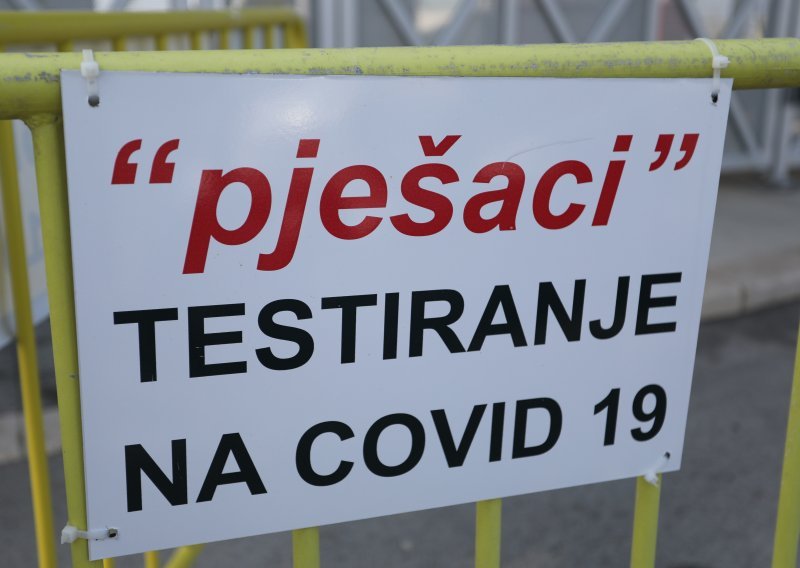 “pješaci”
TESTIRANJE
NA COVID 19